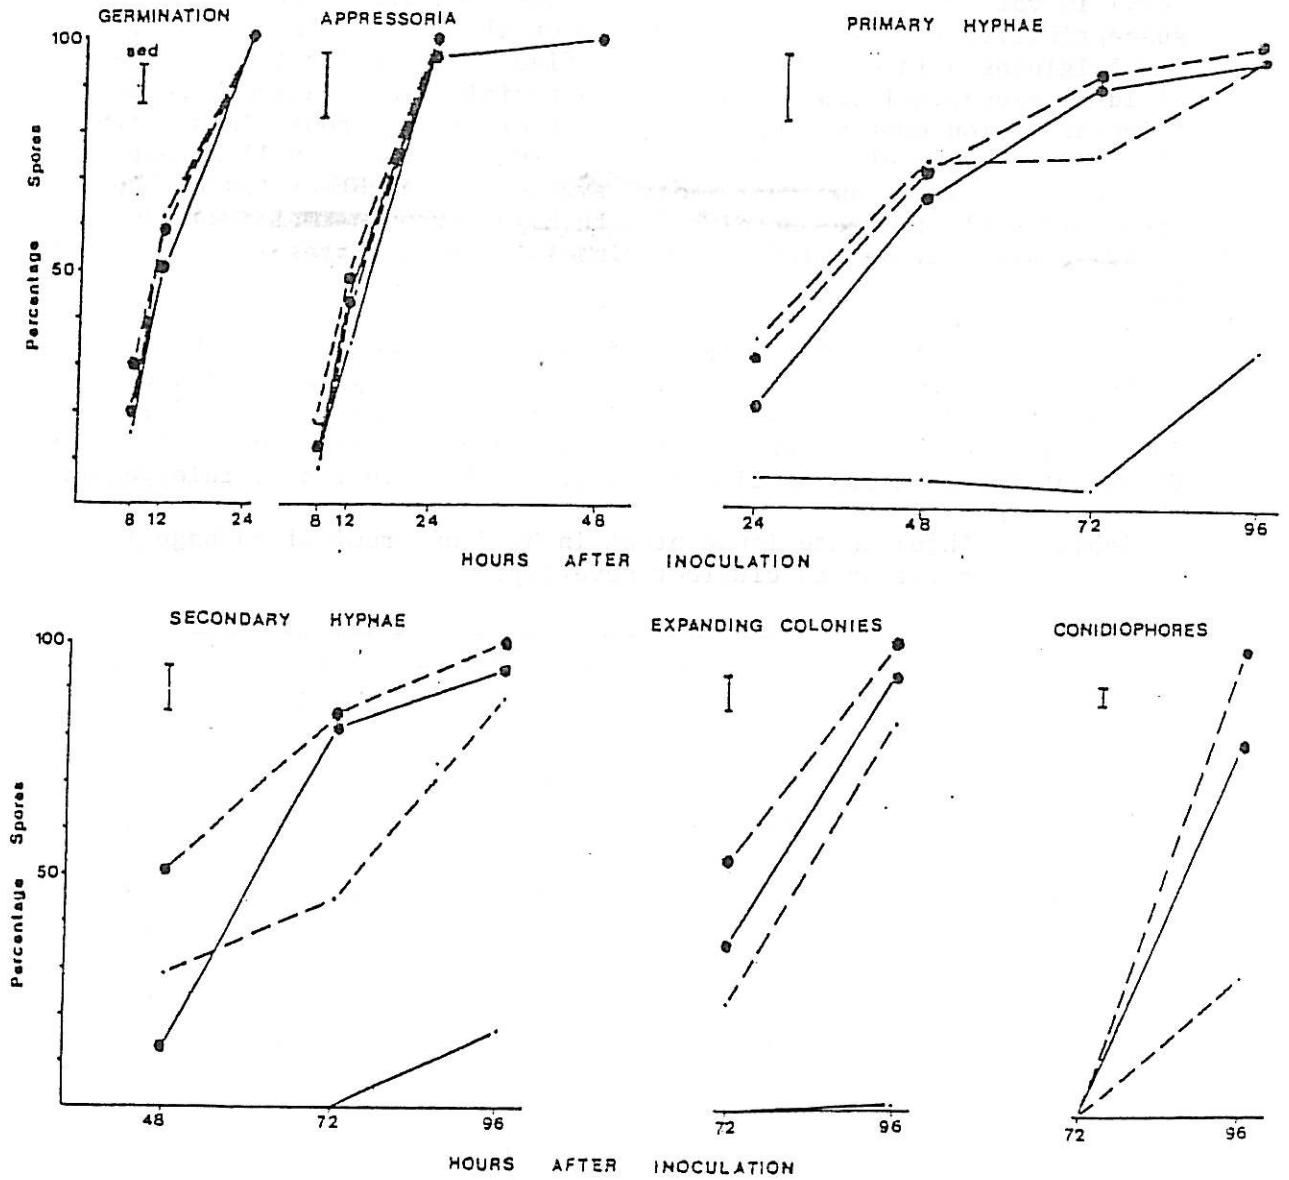 GERMINATION
APPRESSORIA
PRIMARY HYPHAE
sed
100
50
Percentage Spores
8 12 24
8 12 24 48
24 48 72 96
HOURS AFTER INOCULATION
SECONDARY HYPHAE
EXPANDING COLONIES
CONIDIOPHORES
100
50
Percentage Spores
48 72 96
72 96
72 96
HOURS AFTER INOCULATION